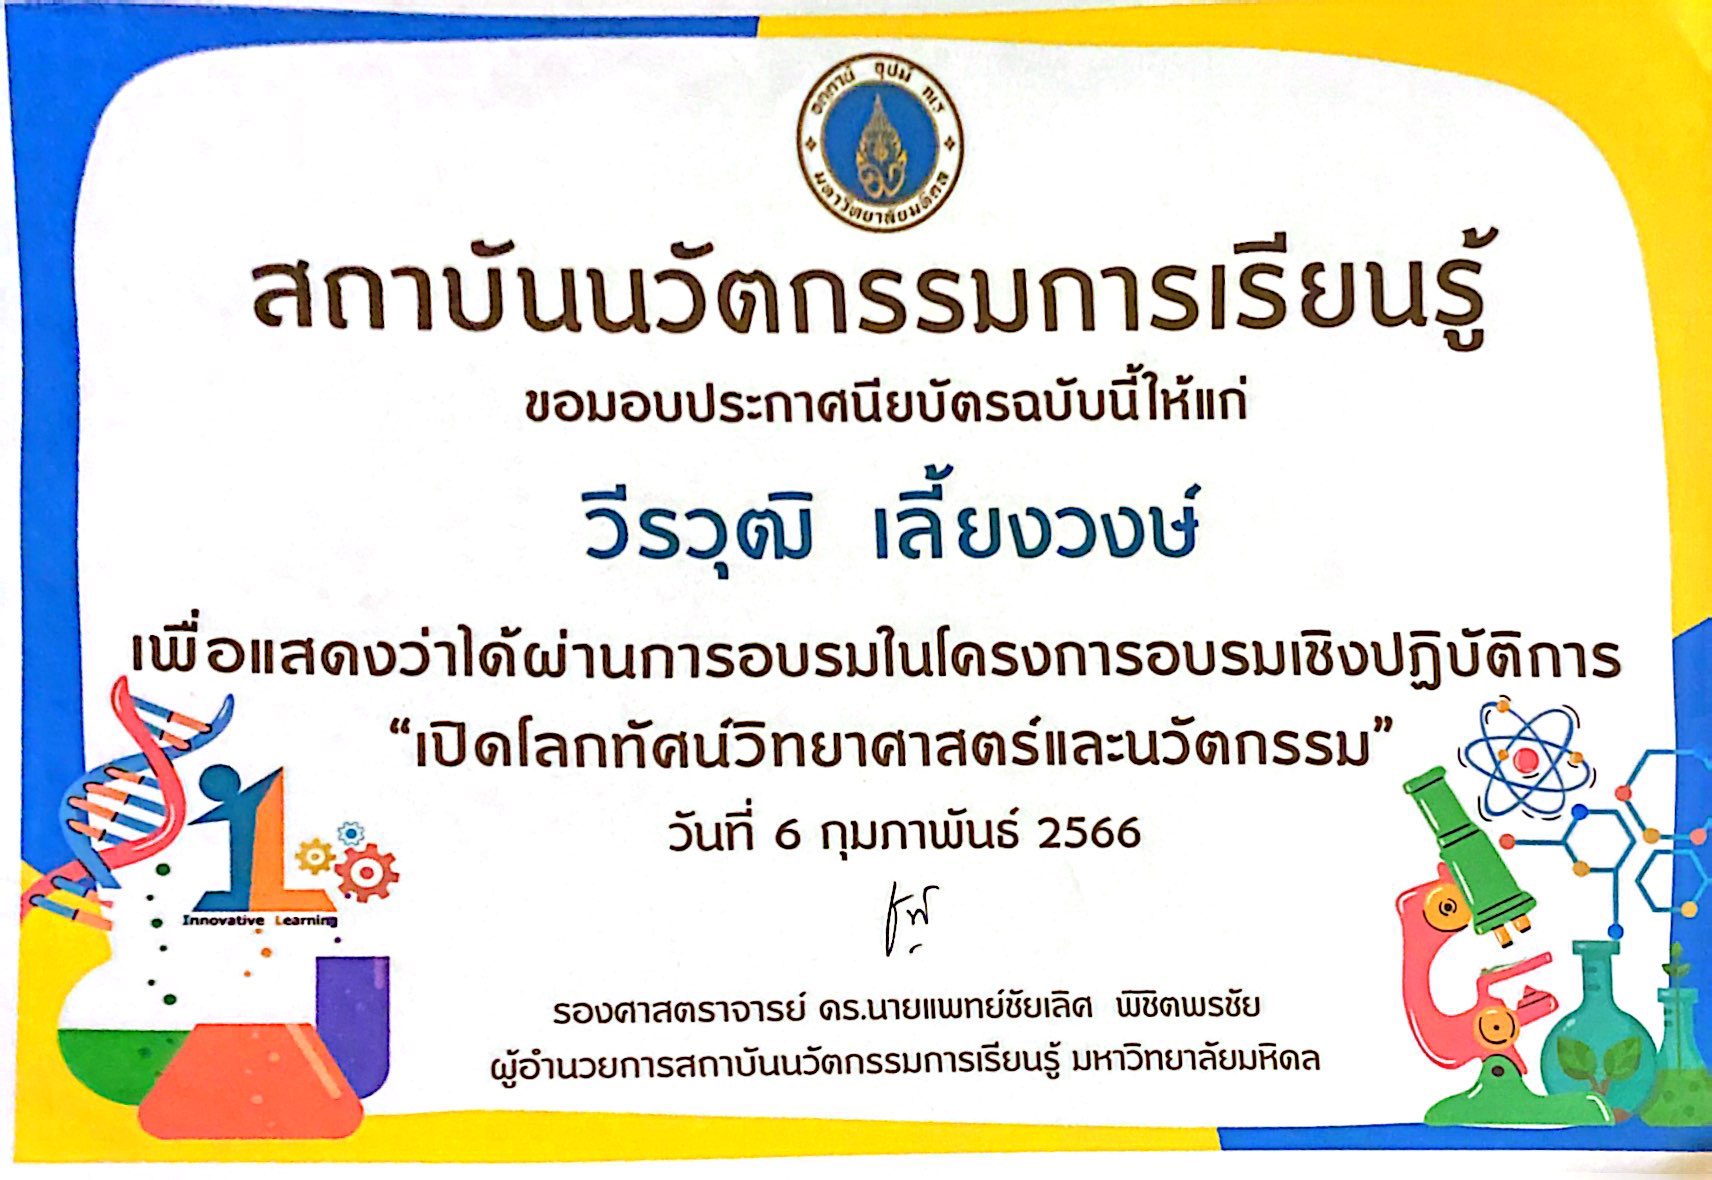 อตฺตานํ อุปมํ กเร
มหาวิทยาลัยมหิดล
สถาบันนวัตกรรมการเรียนรู้
ขอมอบประกาศนียบัตรฉบับนี้ให้แก่
วีรวุฒิ เลี้ยงวงษ์
เพื่อแสดงว่าได้ผ่านการอบรมในโครงการอบรมเชิงปฏิบัติการ
“เปิดโลกทัศน์วิทยาศาสตร์และนวัตกรรม”
วันที่ 6 กุมภาพันธ์ 2566
Innovative Learning
รองศาสตราจารย์ ดร.นายแพทย์ชัยเลิศ พิชิตพรชัย
ผู้อำนวยการสถาบันนวัตกรรมการเรียนรู้ มหาวิทยาลัยมหิดล